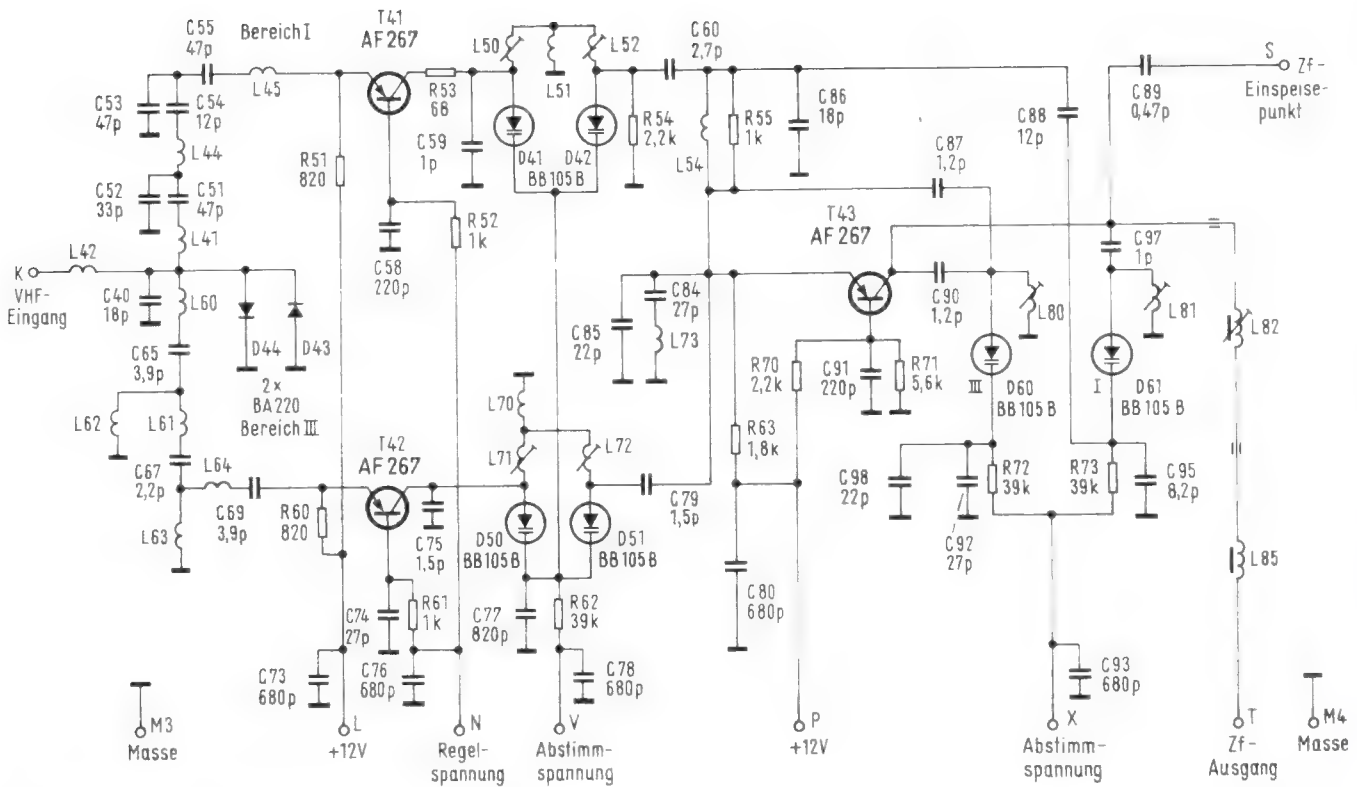 C55
47p
Bereich I
T41
AF 267
L50
L52
C60
2,7p
S
Zf-
Einspeise-
punkt
C53
47p
C54
12p
L45
R53
68
L51
C86
18p
C89
0,47p
L44
C59
1p
D41
D42
BB105B
R54
2,2k
R55
1k
L54
C88
12p
C87
1,2p
R51
820
C52
33p
C51
47p
R52
1k
T43
AF 267
L41
C58
220p
C97
1p
L42
K
VHF-
Eingang
C40
18p
L60
C84
27p
C90
1,2p
L80
L81
L82
D44
D43
C85
22p
L73
C65
3,9p
2x
BA220
Bereich III
R70
2,2k
C91
220p
R71
5,6k
III
D60
BB105B
I
D61
BB105B
L70
L62
L61
T42
AF 267
L71
L72
R63
1,8k
C67
2,2p
L64
C79
1,5p
C98
22p
R72
39k
R73
39k
C95
8,2p
C69
3,9p
R60
820
C75
1,5p
D50
BB105B
D51
BB105B
C92
27p
L63
L85
C80
680p
C74
27p
R61
1k
C77
820p
R62
39k
C73
680p
C76
680p
C78
680p
C93
680p
M3
Masse
L
+12V
N
Regel-
spannung
V
Abstimm-
spannung
P
+12V
X
Abstimm-
spannung
T
Zf-
Ausgang
M4
Masse